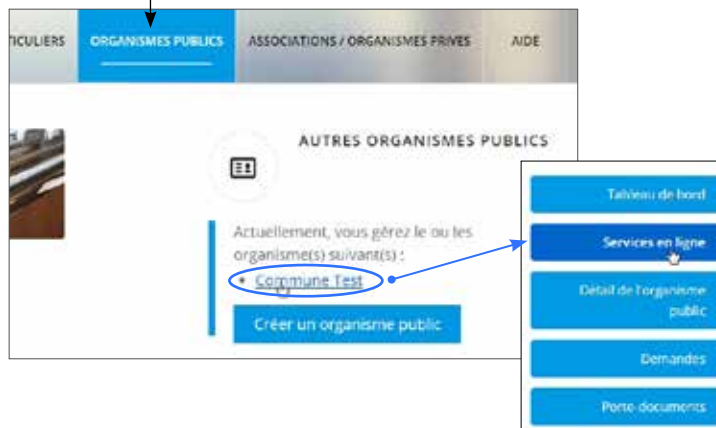 ICULIERS ORGANISMES PUBLICS ASSOCIATIONS / ORGANISMES PRIVES AIDE
AUTRES ORGANISMES PUBLICS
Actuellement, vous gérez le ou les
organisme(s) suivant(s) :
• Commune Test
Créer un organisme public
Tableau de bord
Services en ligne
Détail de l'organisme
public
Demandes
Porte-documents